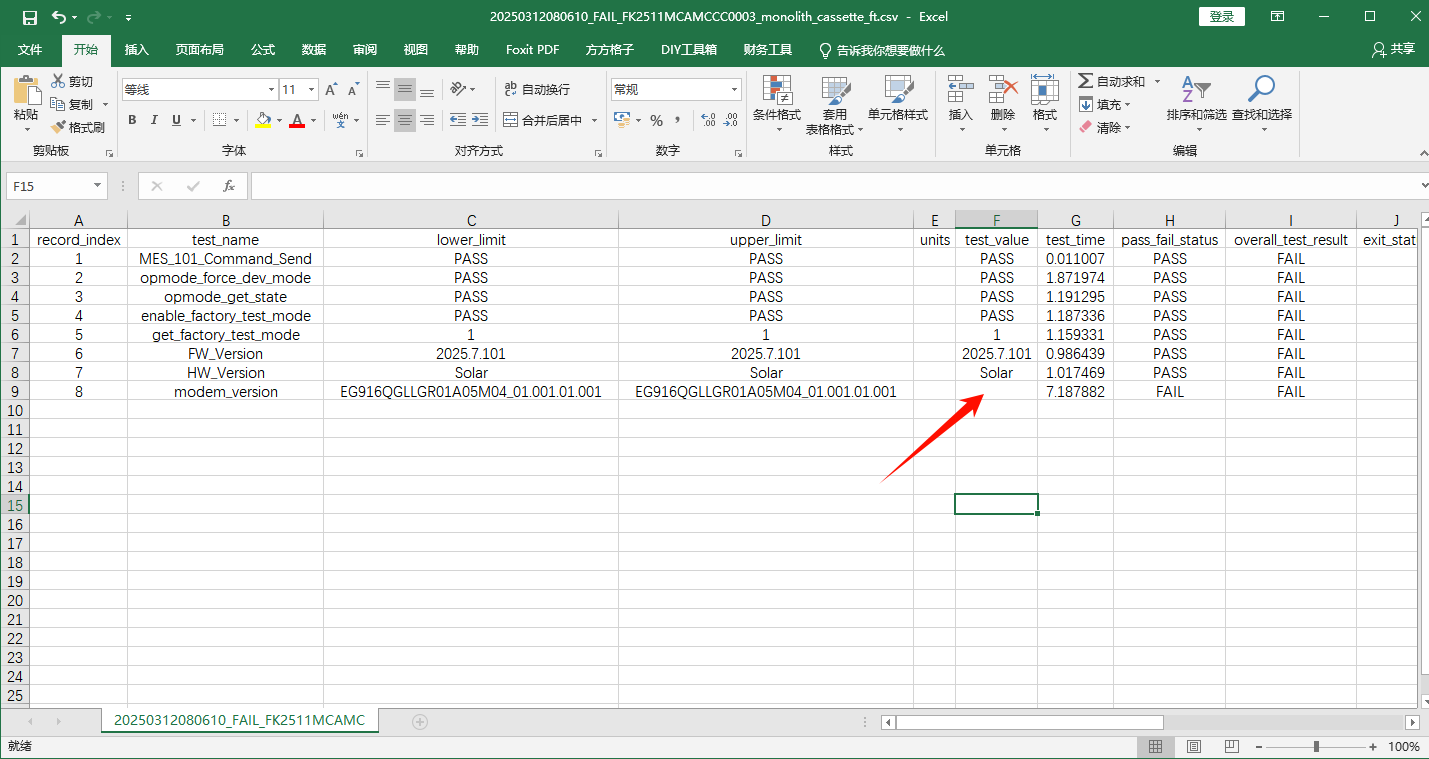 20250312080610_FAIL_FK2511MCAMCCC0003_monolith_cassette_ft.csv - Excel
登录
文件 开始 插入 页面布局 公式 数据 审阅 视图 帮助 Foxit PDF 方方格子 DIY工具箱 财务工具 告诉我你想要做什么 共享
粘贴
剪切
复制
格式刷
剪贴板
等线 11
B I U
A
wén
文
字体
ab 自动换行
合并后居中
对齐方式
常规
% ,
数字
条件格式
套用
表格格式
单元格样式
样式
插入
删除
格式
单元格
自动求和
填充
清除
排序和筛选
查找和选择
编辑
F15 fx
A B C D E F G H I J
1 record_index test_name lower_limit upper_limit units test_value test_time pass_fail_status overall_test_result exit_stat
2 1 MES_101_Command_Send PASS PASS PASS 0.011007 PASS FAIL
3 2 opmode_force_dev_mode PASS PASS PASS 1.871974 PASS FAIL
4 3 opmode_get_state PASS PASS PASS 1.191295 PASS FAIL
5 4 enable_factory_test_mode PASS PASS PASS 1.187336 PASS FAIL
6 5 get_factory_test_mode 1 1 1 1.159331 PASS FAIL
7 6 FW_Version 2025.7.101 2025.7.101 2025.7.101 0.986439 PASS FAIL
8 7 HW_Version Solar Solar Solar 1.017469 PASS FAIL
9 8 modem_version EG916QGLLGR01A05M04_01.001.01.001 EG916QGLLGR01A05M04_01.001.01.001 7.187882 FAIL FAIL
10
11
12
13
14
15
16
17
18
19
20
21
22
23
24
25
20250312080610_FAIL_FK2511MCAMC
就绪
100%